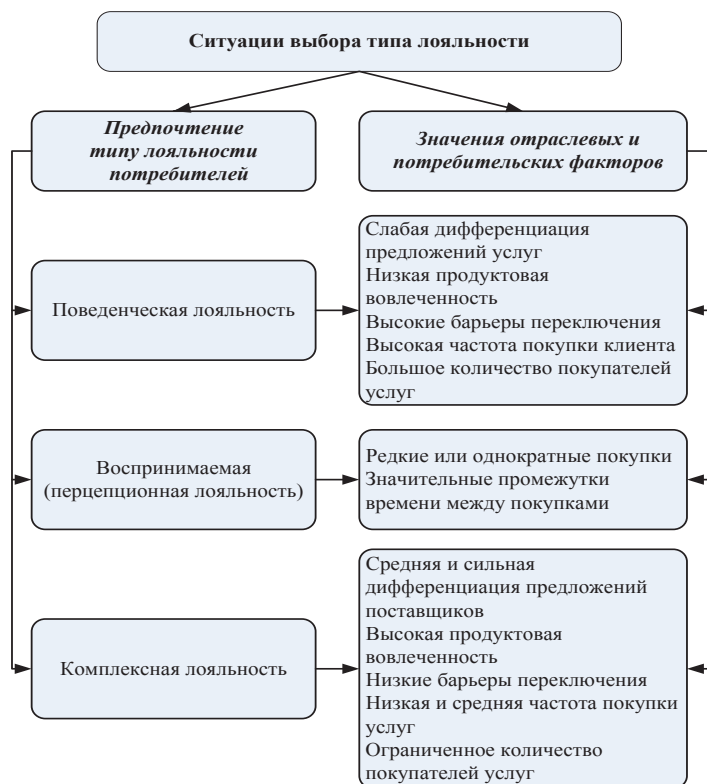 Ситуации выбора типа лояльности
Предпочтение
типу лояльности
потребителей
Значения отраслевых и
потребительских факторов
Поведенческая лояльность
Слабая дифференциация
предложений услуг
Низкая продуктовая
вовлеченность
Высокие барьеры переключения
Высокая частота покупки клиента
Большое количество покупателей
услуг
Воспринимаемая
(перцепционная лояльность)
Редкие или однократные покупки
Значительные промежутки
времени между покупками
Комплексная лояльность
Средняя и сильная
дифференциация предложений
поставщиков
Высокая продуктовая
вовлеченность
Низкие барьеры переключения
Низкая и средняя частота покупки
услуг
Ограниченное количество
покупателей услуг